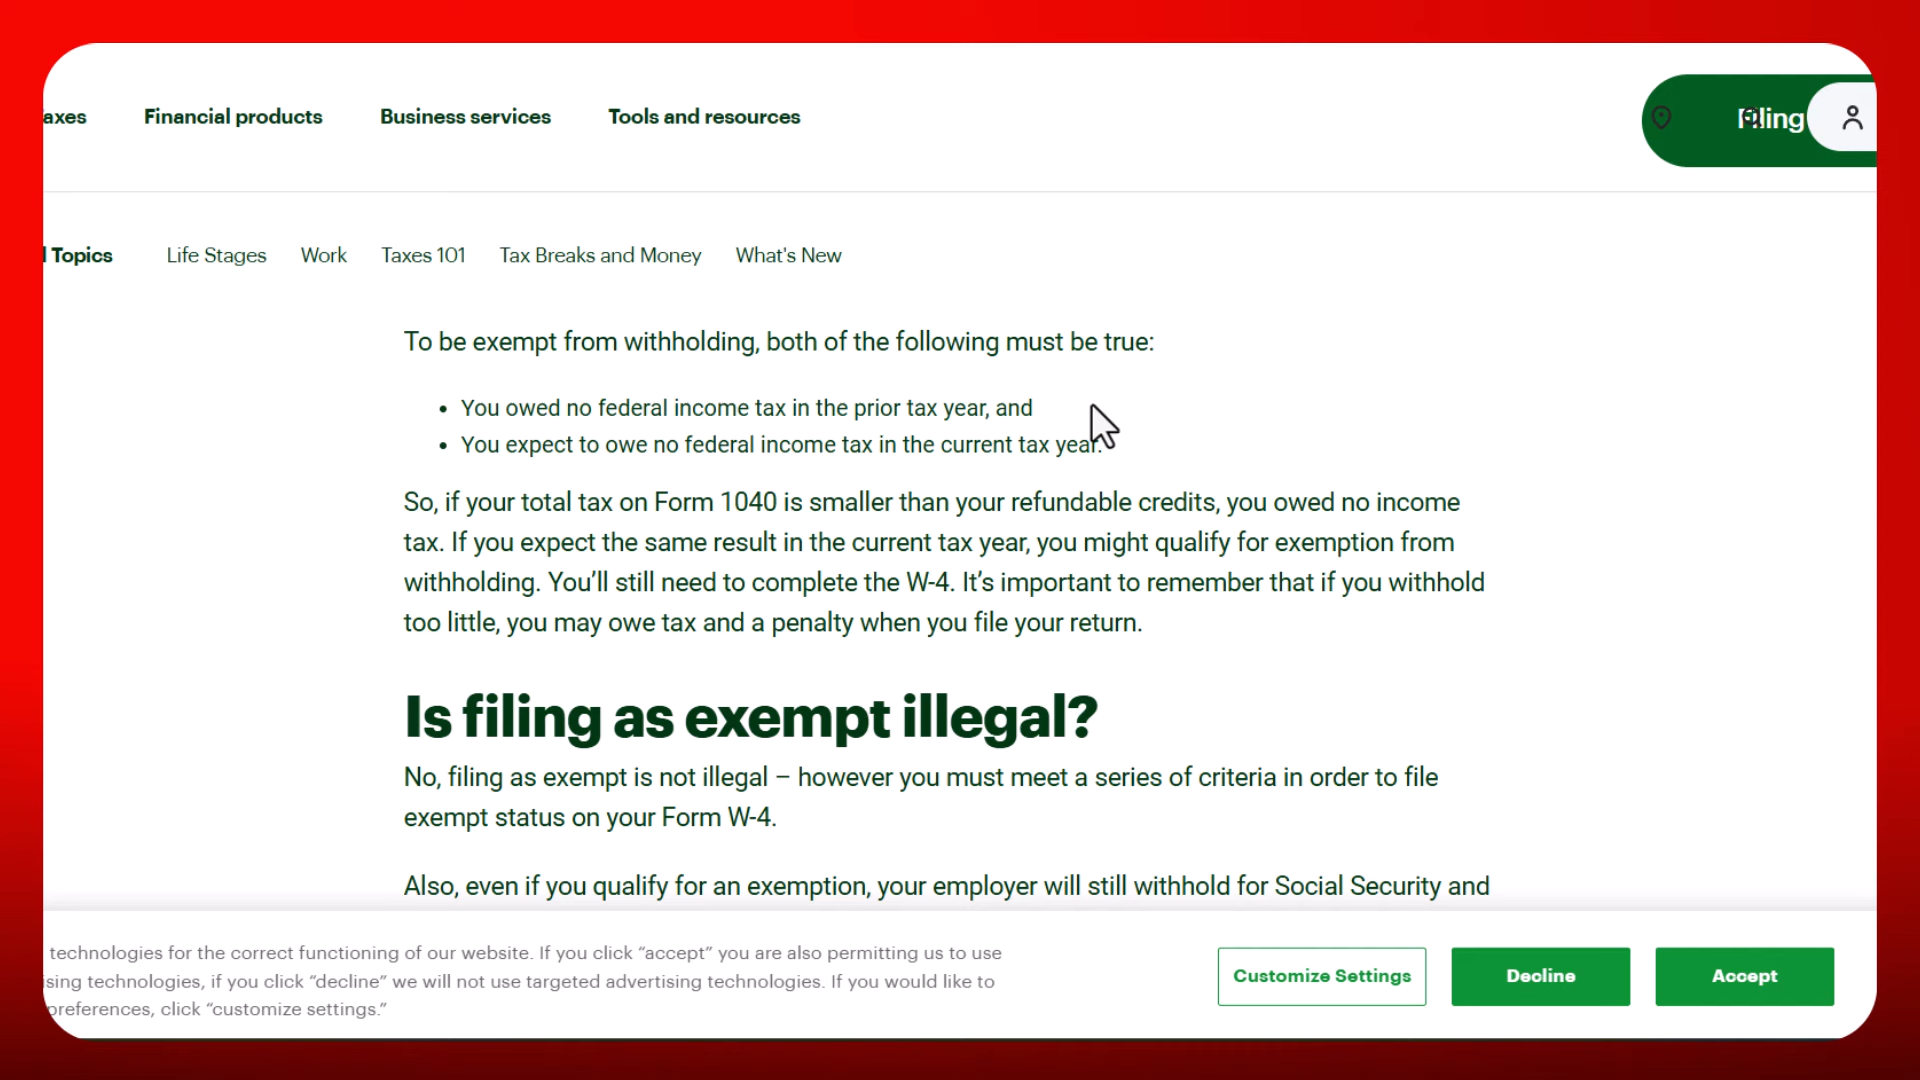 axes Financial products Business services Tools and resources Filing
l Topics Life Stages Work Taxes 101 Tax Breaks and Money What's New
To be exempt from withholding, both of the following must be true:
• You owed no federal income tax in the prior tax year, and
• You expect to owe no federal income tax in the current tax year.
So, if your total tax on Form 1040 is smaller than your refundable credits, you owed no income
tax. If you expect the same result in the current tax year, you might qualify for exemption from
withholding. You’ll still need to complete the W-4. It’s important to remember that if you withhold
too little, you may owe tax and a penalty when you file your return.
Is filing as exempt illegal?
No, filing as exempt is not illegal – however you must meet a series of criteria in order to file
exempt status on your Form W-4.
Also, even if you qualify for an exemption, your employer will still withhold for Social Security and
technologies for the correct functioning of our website. If you click “accept” you are also permitting us to use
ising technologies, if you click “decline” we will not use targeted advertising technologies. If you would like to
preferences, click “customize settings.”
Customize Settings Decline Accept